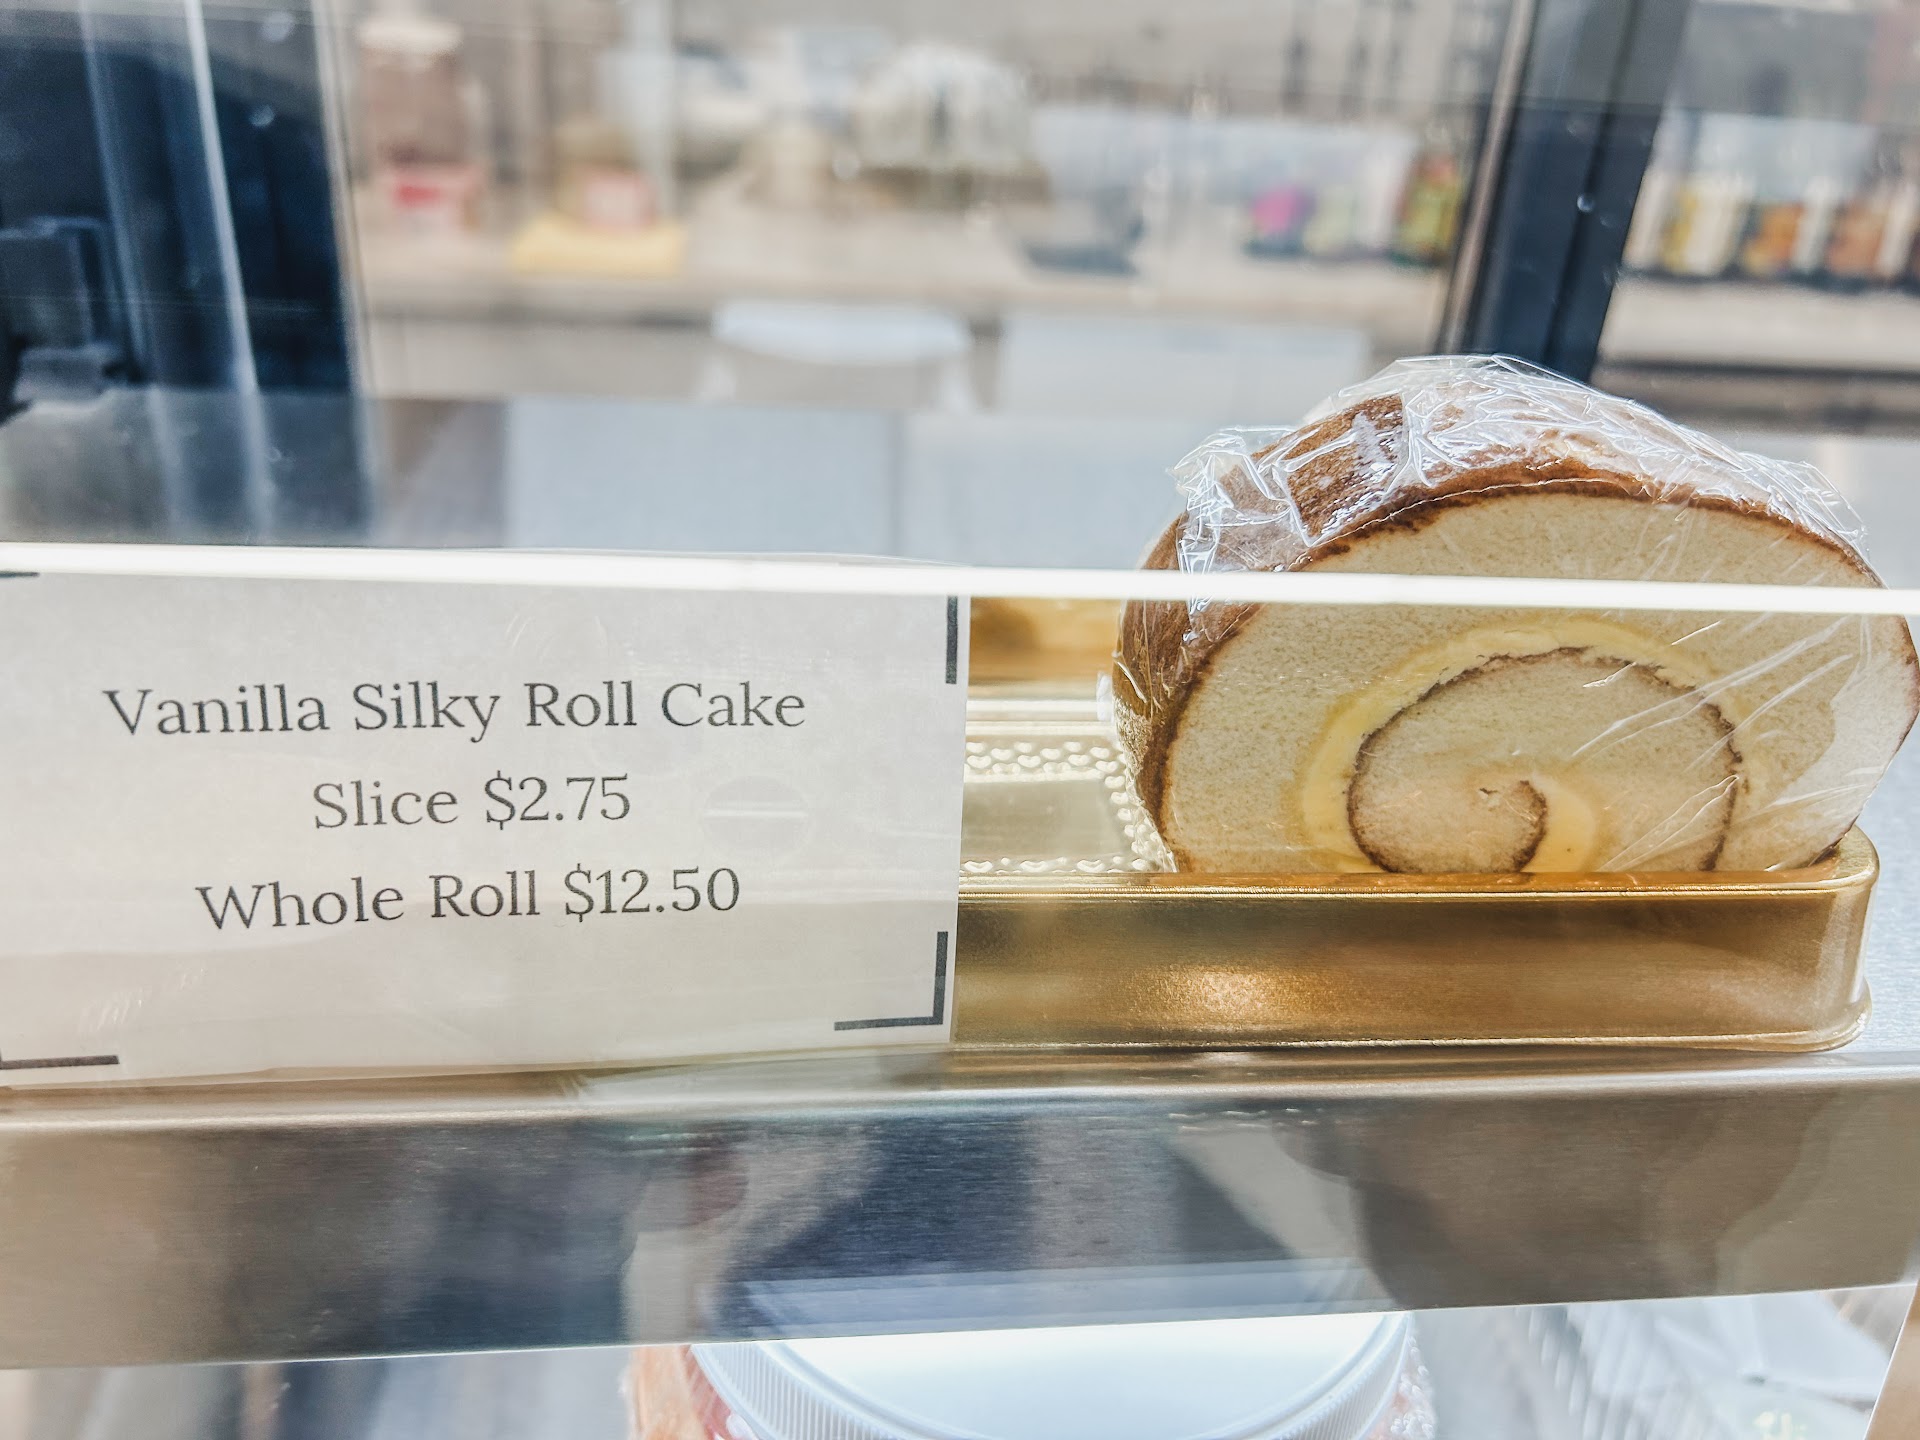 Vanilla Silky Roll Cake
Slice $2.75
Whole Roll $12.50